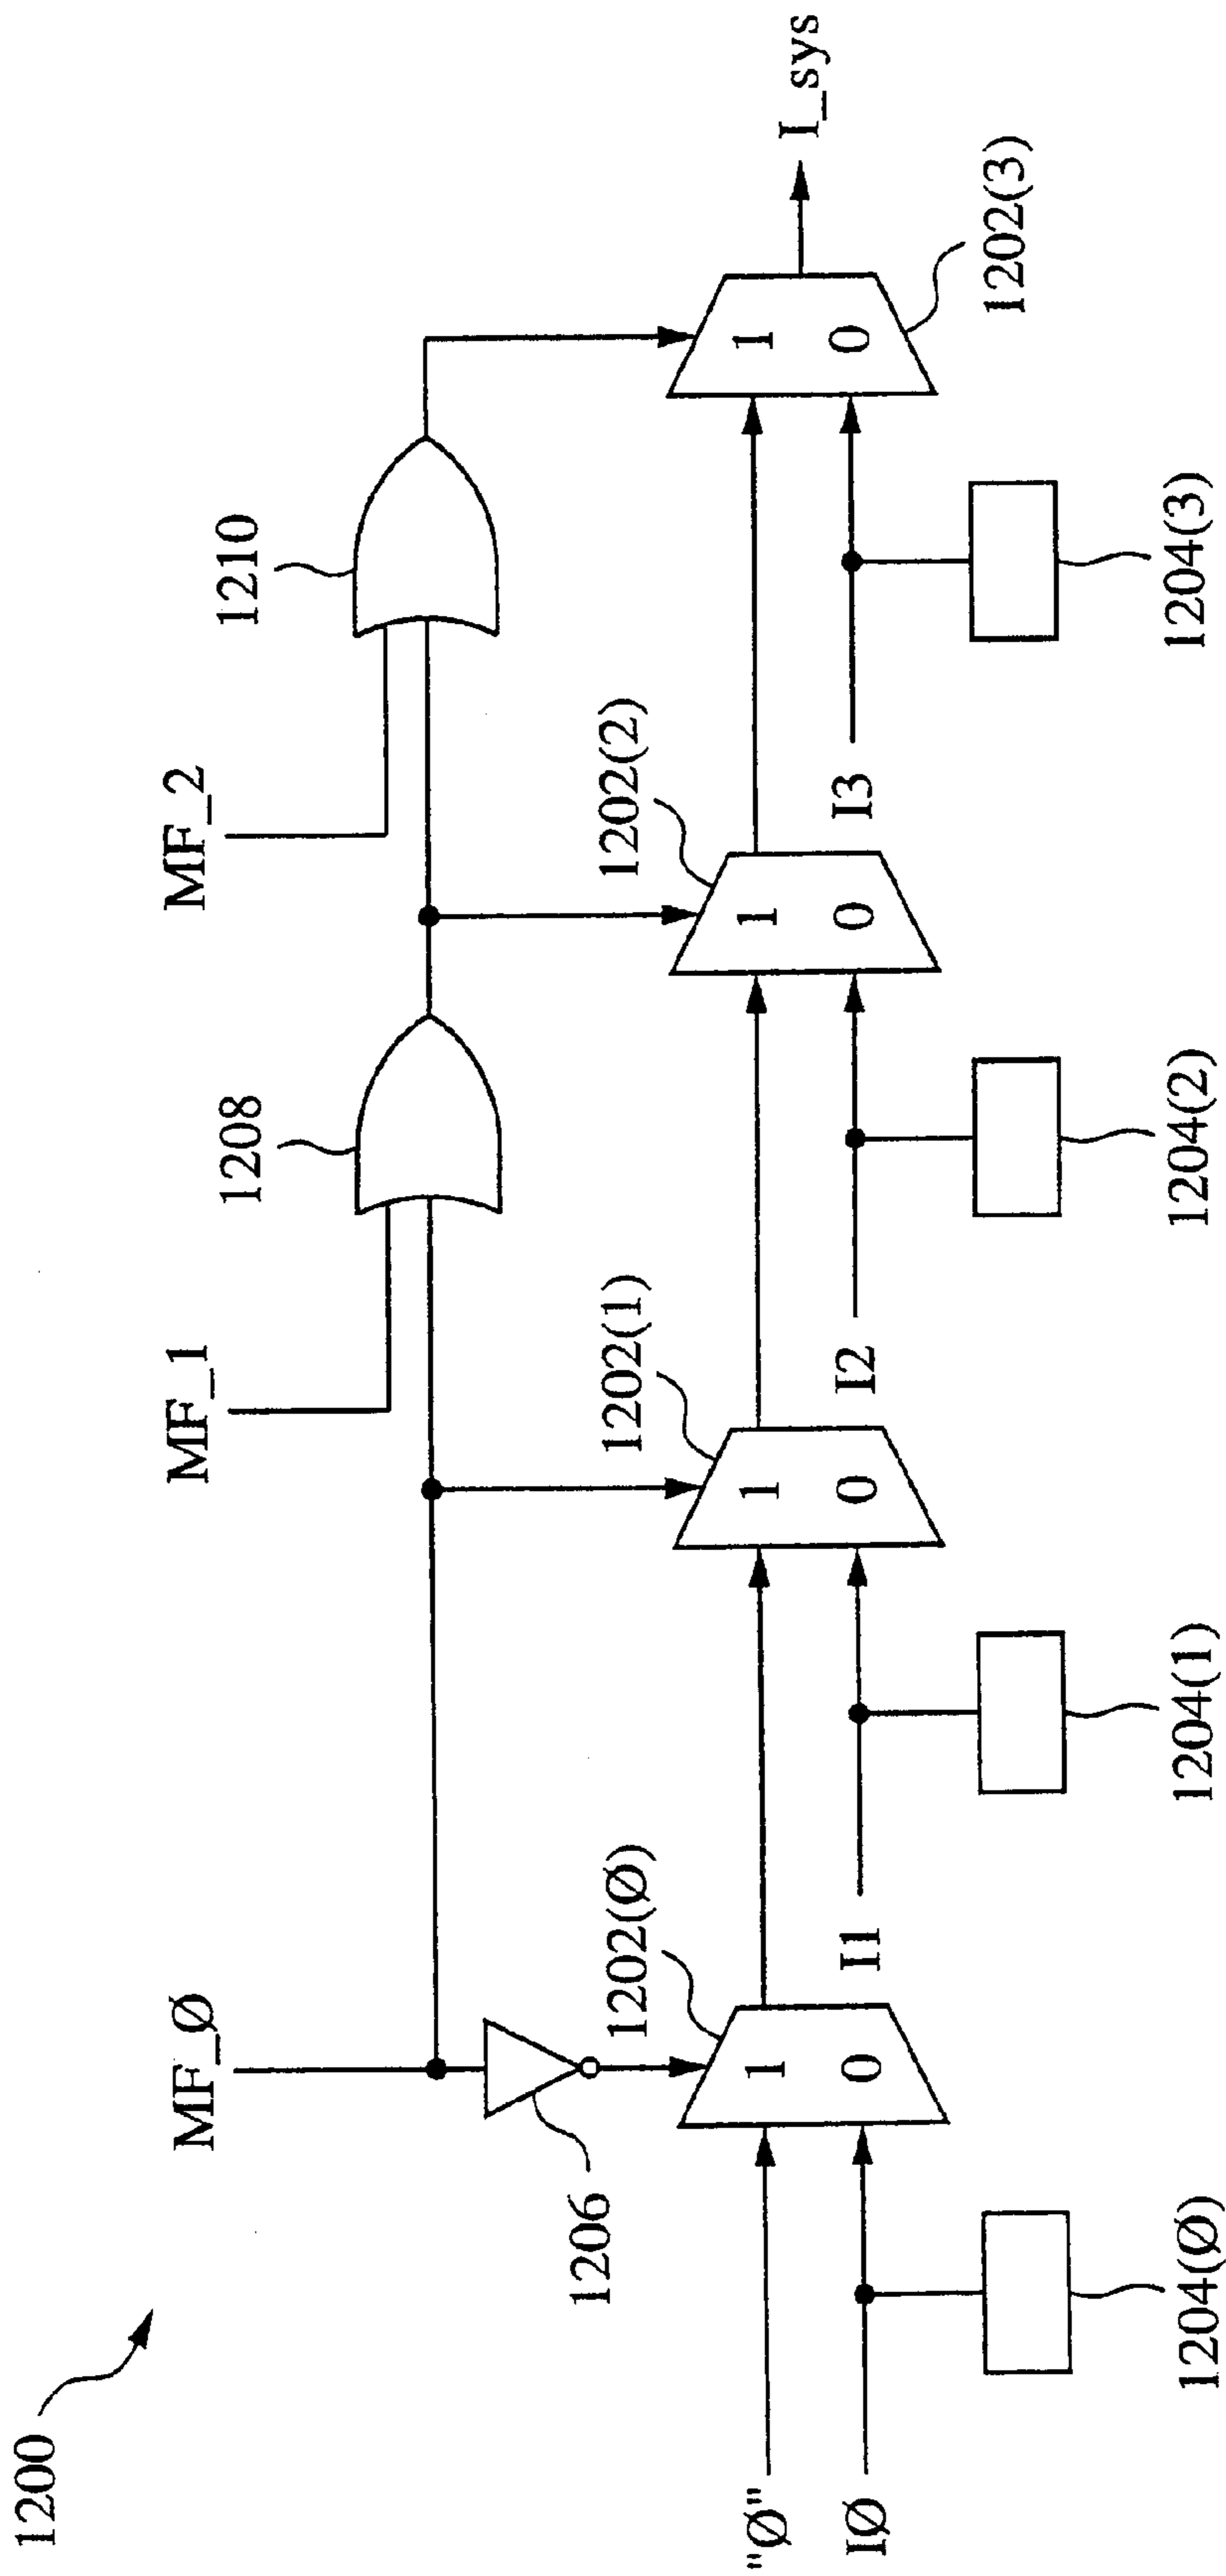 1200
MF_Ø
MF_1
MF_2
1208
1210
1206
1202(Ø)
1202(1)
1202(2)
1
0
1
0
1
0
1
0
"Ø"
IØ
I1
I2
I3
I_sys
1202(3)
1204(Ø)
1204(1)
1204(2)
1204(3)